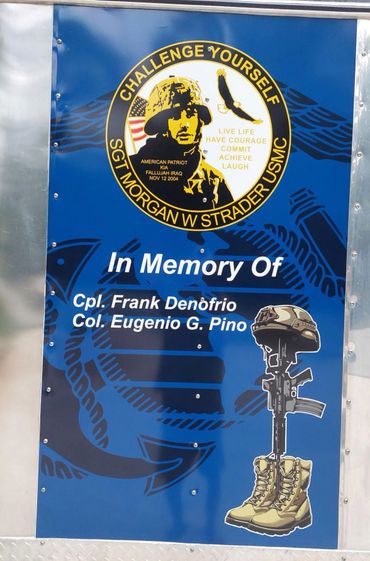 CHALLENGE YOURSELF
LIVE LIFE
HAVE COURAGE
COMMIT
ACHIEVE
LAUGH
AMERICAN PATRIOT
KIA
FALLUJAH IRAQ
NOV 12 2004
SGT MORGAN W STRADER USMC
In Memory Of
Cpl. Frank Denofrio
Col. Eugenio G. Pino